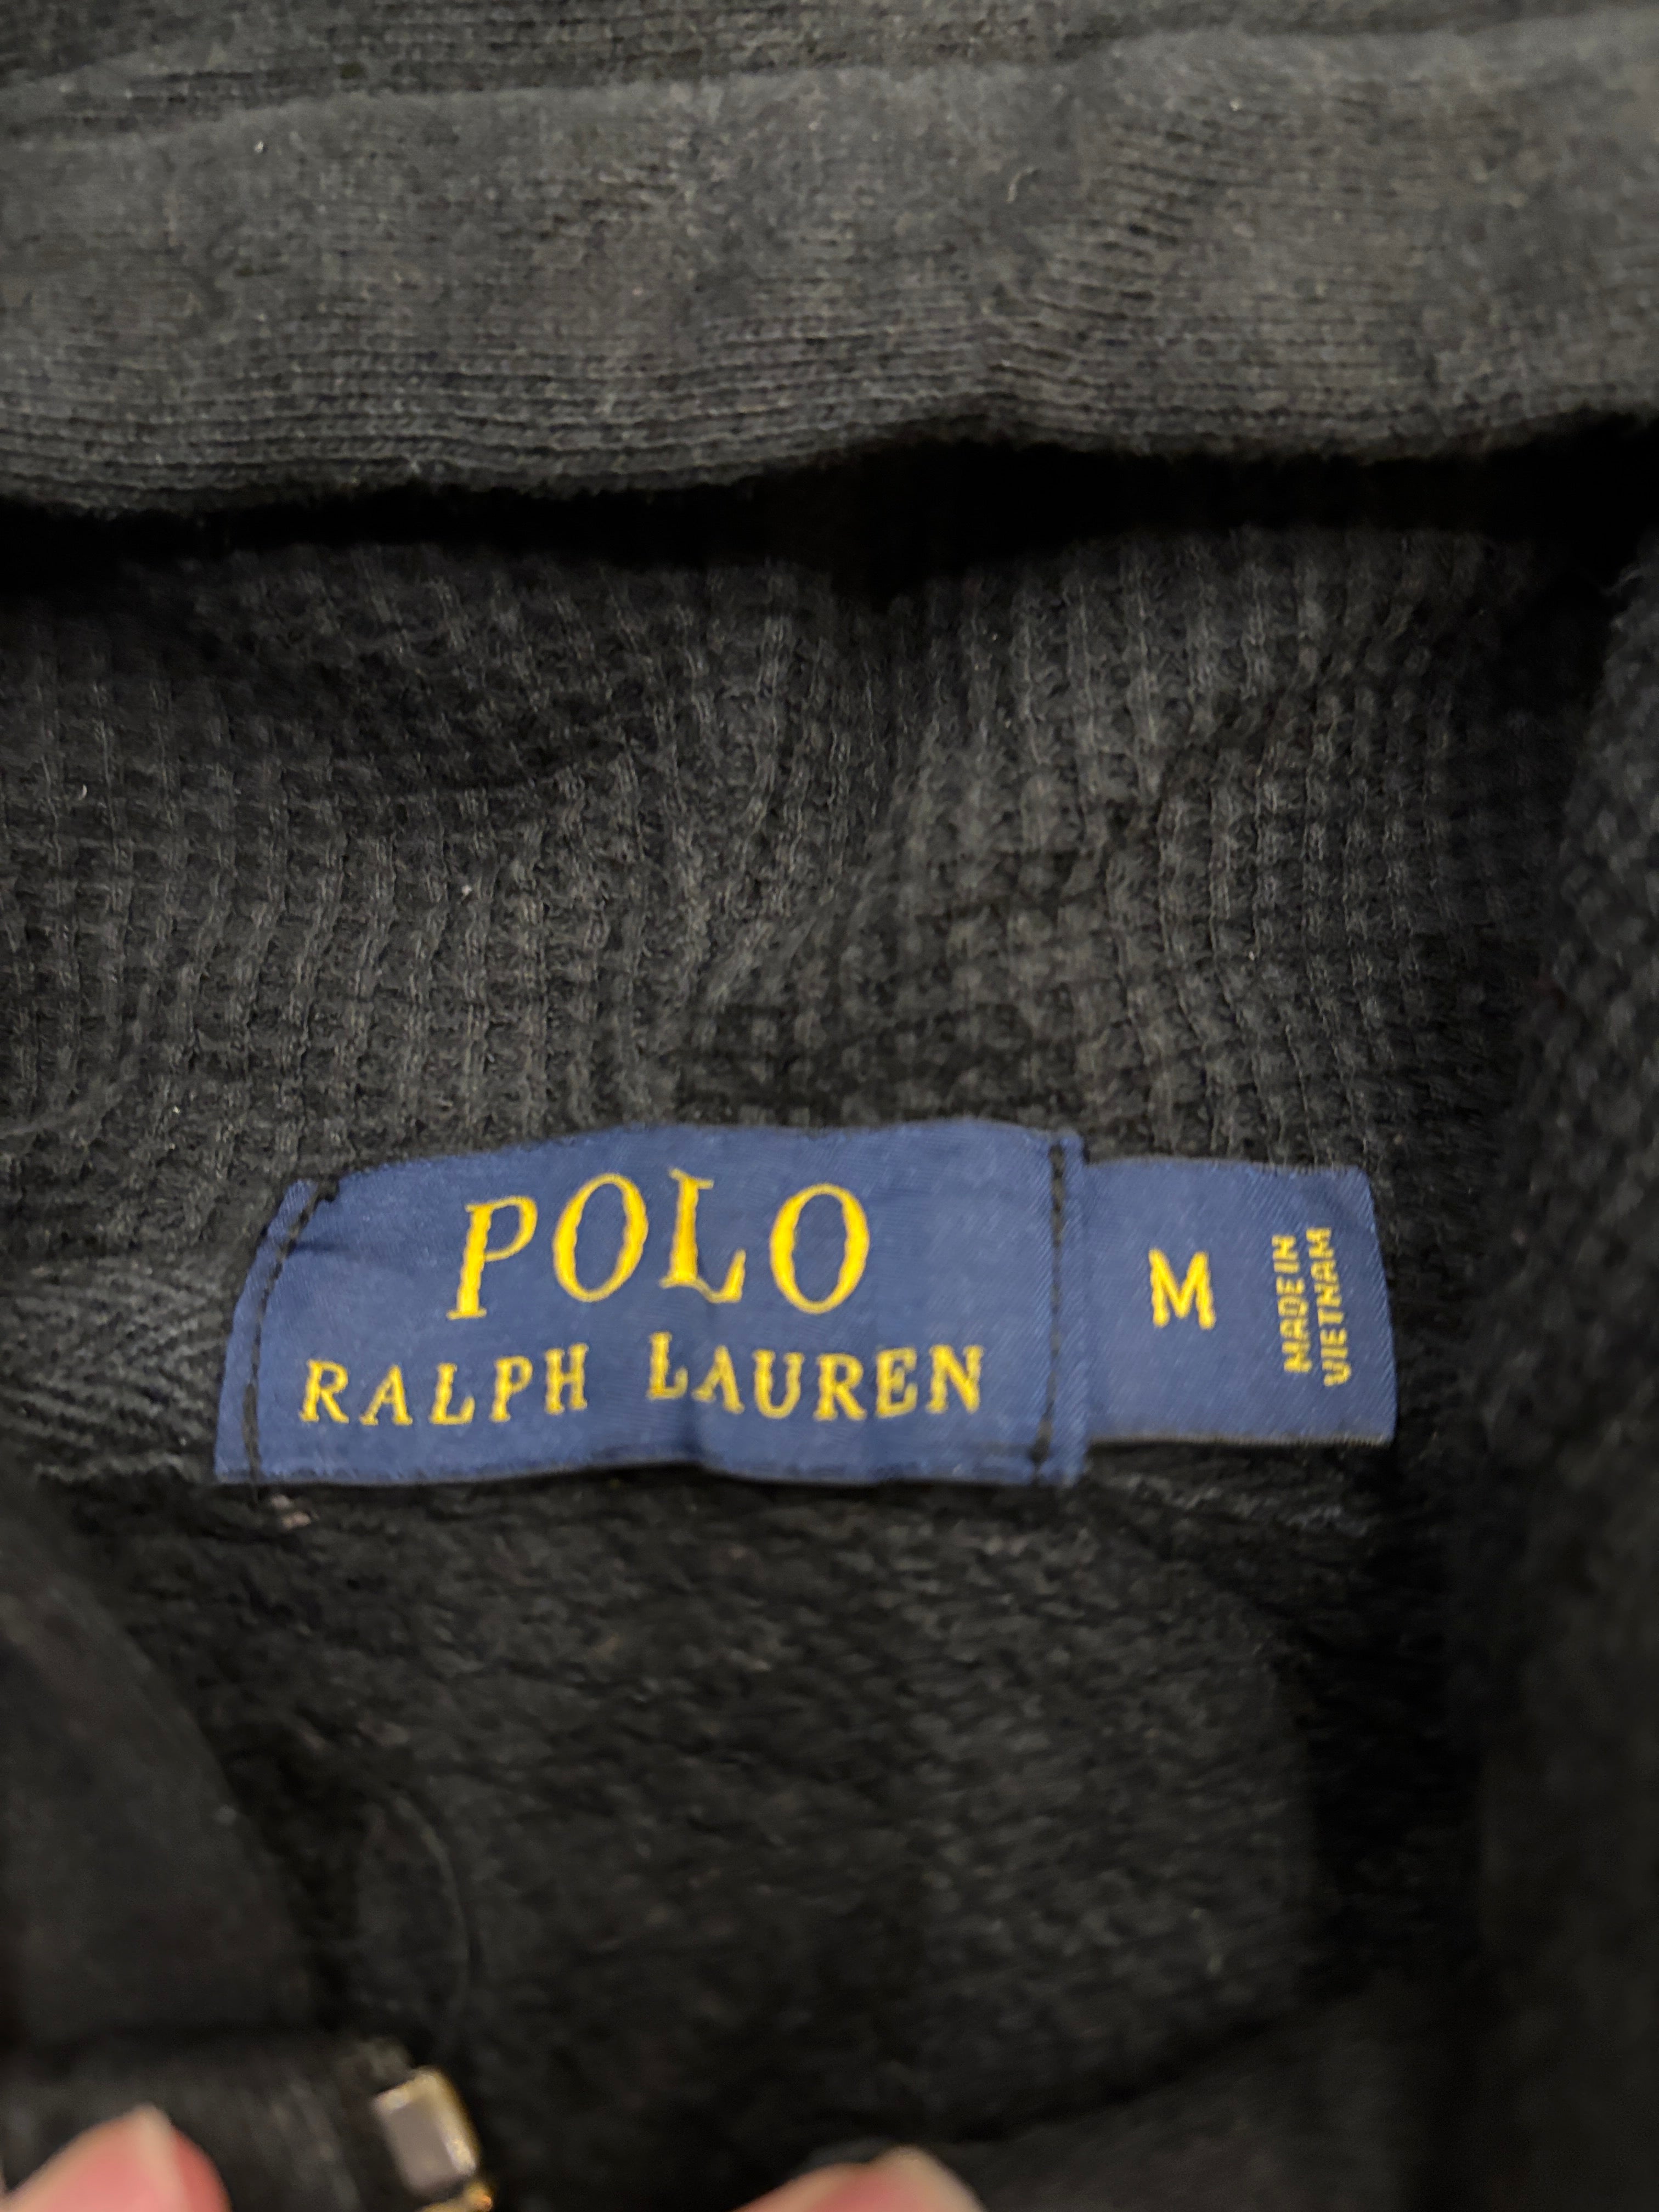 POLO
RALPH LAUREN
M
MADE IN
VIETNAM